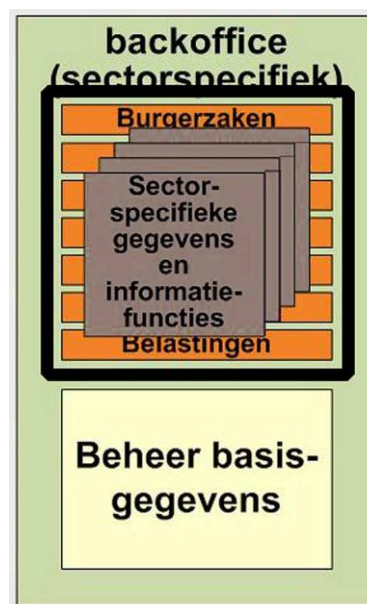 backoffice
(sectorspecifiek)
Burgerzaken
Sector-
specifieke
gegevens
en
informatie-
functies
Belastingen
Beheer basis-
gegevens